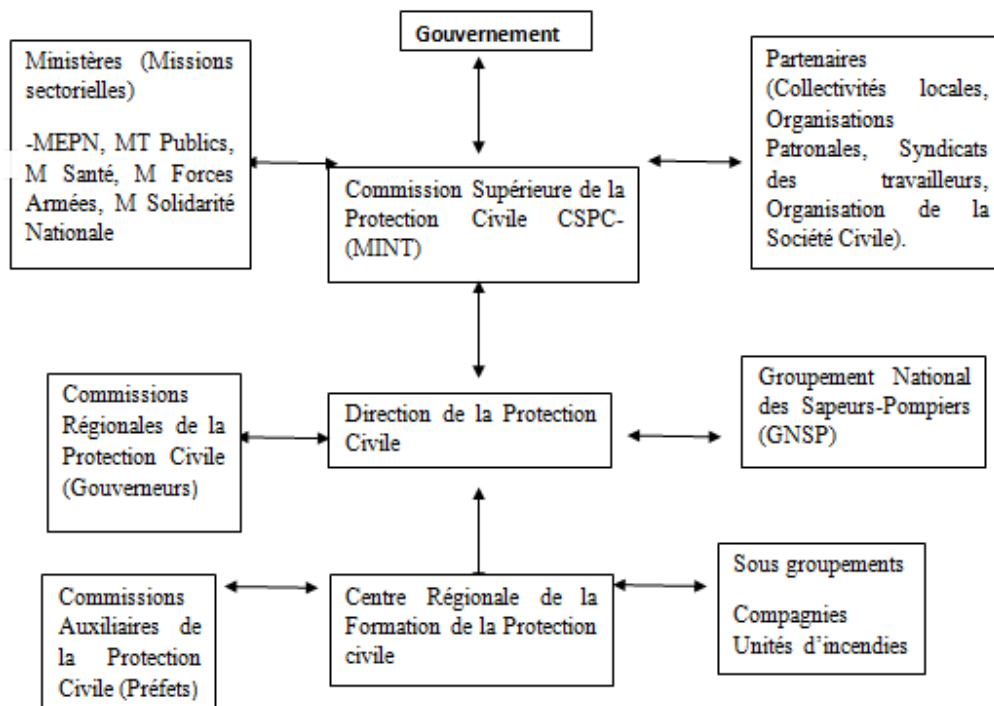 Gouvernement
Ministères (Missions
sectorielles)
-MEPN, MT Publics,
M Santé, M Forces
Armées, M Solidarité
Nationale
Commission Supérieure de la
Protection Civile CSPC-
(MINT)
Partenaires
(Collectivités locales,
Organisations
Patronales, Syndicats
des travailleurs,
Organisation de la
Société Civile).
Commissions
Régionales de la
Protection Civile
(Gouverneurs)
Direction de la Protection
Civile
Groupement National
des Sapeurs-Pompiers
(GNSP)
Commissions
Auxiliaires de
la Protection
Civile (Préfets)
Centre Régionale de la
Formation de la Protection
civile
Sous groupements
Compagnies
Unités d’incendies